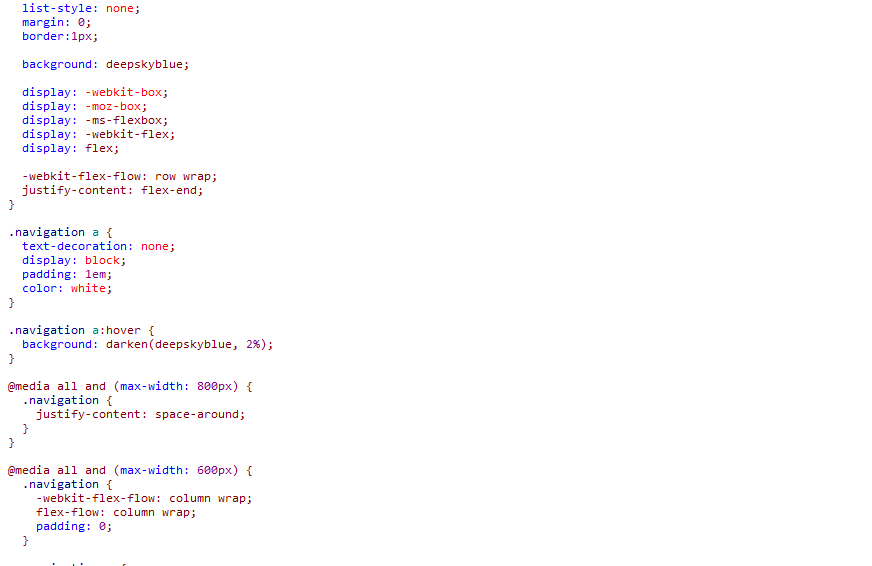 list-style: none;
margin: 0;
border:1px;
background: deepskyblue;
display: -webkit-box;
display: -moz-box;
display: -ms-flexbox;
display: -webkit-flex;
display: flex;
-webkit-flex-flow: row wrap;
justify-content: flex-end;
}
.navigation a {
text-decoration: none;
display: block;
padding: 1em;
color: white;
}
.navigation a:hover {
background: darken(deepskyblue, 2%);
}
@media all and (max-width: 800px) {
.navigation {
justify-content: space-around;
}
}
@media all and (max-width: 600px) {
.navigation {
-webkit-flex-flow: column wrap;
flex-flow: column wrap;
padding: 0;
}